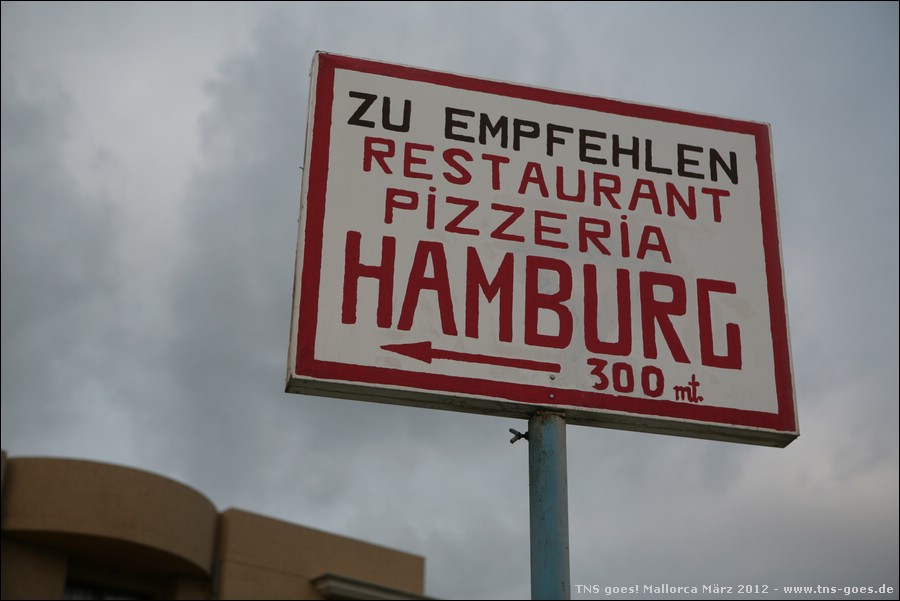 ZU EMPFEHLEN
RESTAURANT
PiZZERiA
HAMBURG
300 mt.
TNS goes! Mallorca März 2012 - www.tns-goes.de